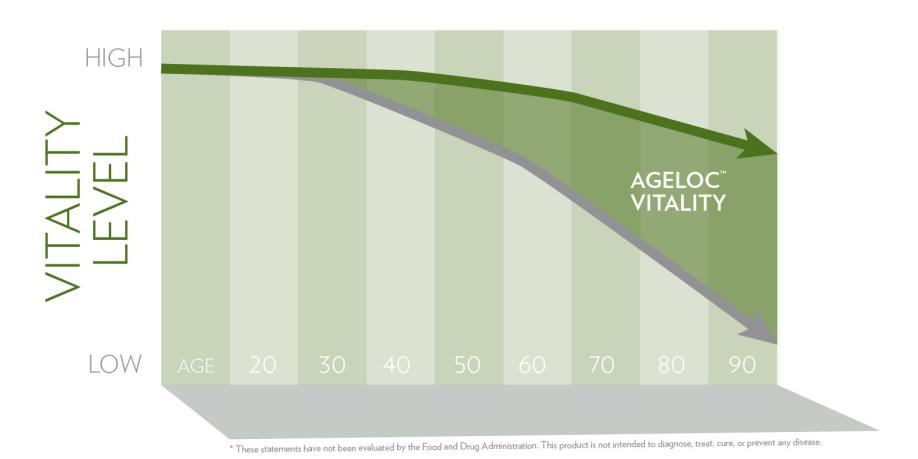 HIGH
VITALITY
LEVEL
AGELOC™
VITALITY
LOW
AGE 20 30 40 50 60 70 80 90
* These statements have not been evaluated by the Food and Drug Administration. This product is not intended to diagnose, treat, cure, or prevent any disease.